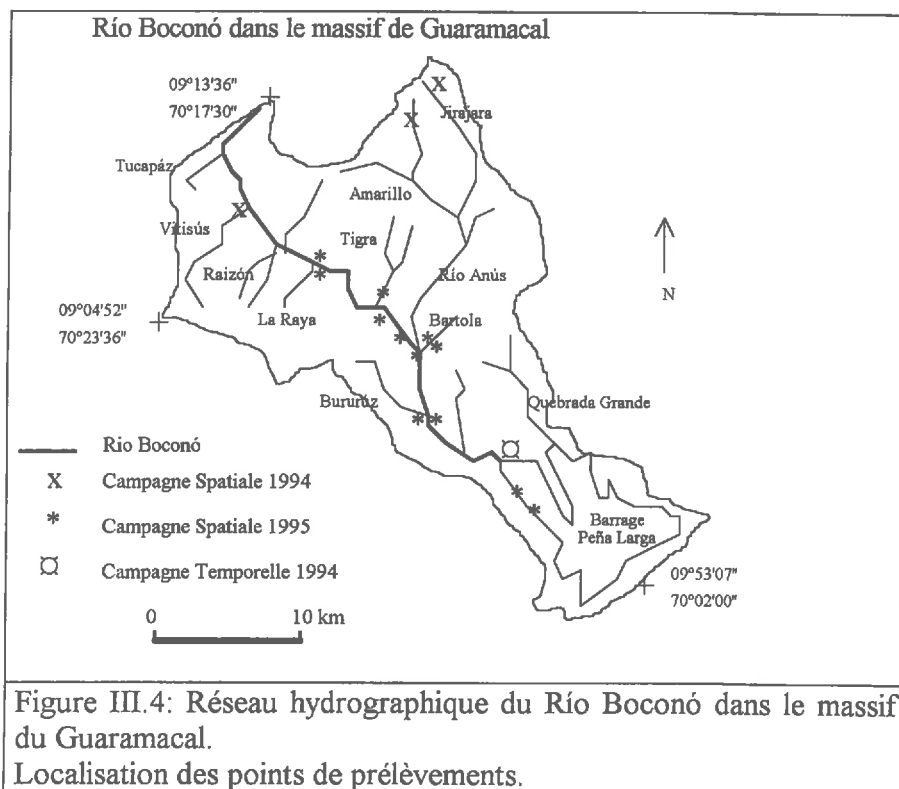 Río Boconó dans le massif de Guaramacal
09°13'36"
70°17'30"
Jirajara
Tucapáz
Amarillo
Vitisús
Tigra
Raizón
Río Anús
N
09°04'52"
70°23'36"
La Raya
Bartola
Bururúz
Quebrada Grande
Río Boconó
X Campagne Spatiale 1994
* Campagne Spatiale 1995
¤ Campagne Temporelle 1994
Barrage
Peña Larga
09°53'07"
70°02'00"
0 10 km
Figure III.4: Réseau hydrographique du Río Boconó dans le massif
du Guaramacal.
Localisation des points de prélèvements.